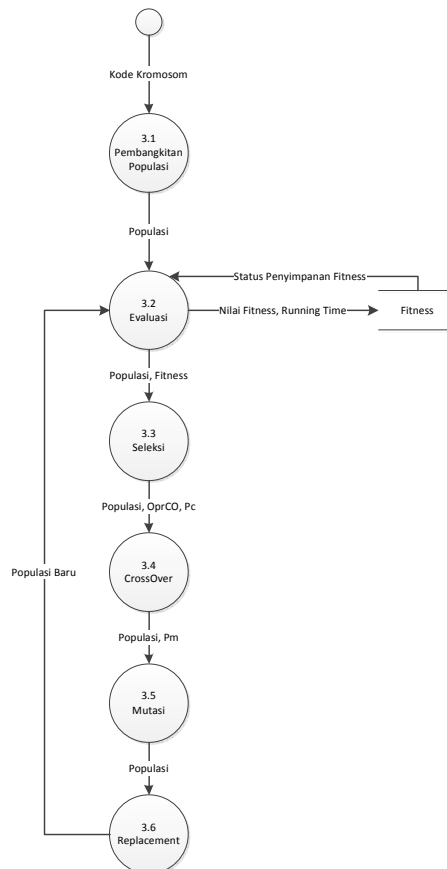 Kode Kromosom
3.1
Pembangkitan
Populasi
Populasi
Status Penyimpanan Fitness
3.2
Evaluasi
Nilai Fitness, Running Time
Fitness
Populasi, Fitness
3.3
Seleksi
Populasi, OprCO, Pc
3.4
CrossOver
Populasi Baru
Populasi, Pm
3.5
Mutasi
Populasi
3.6
Replacement